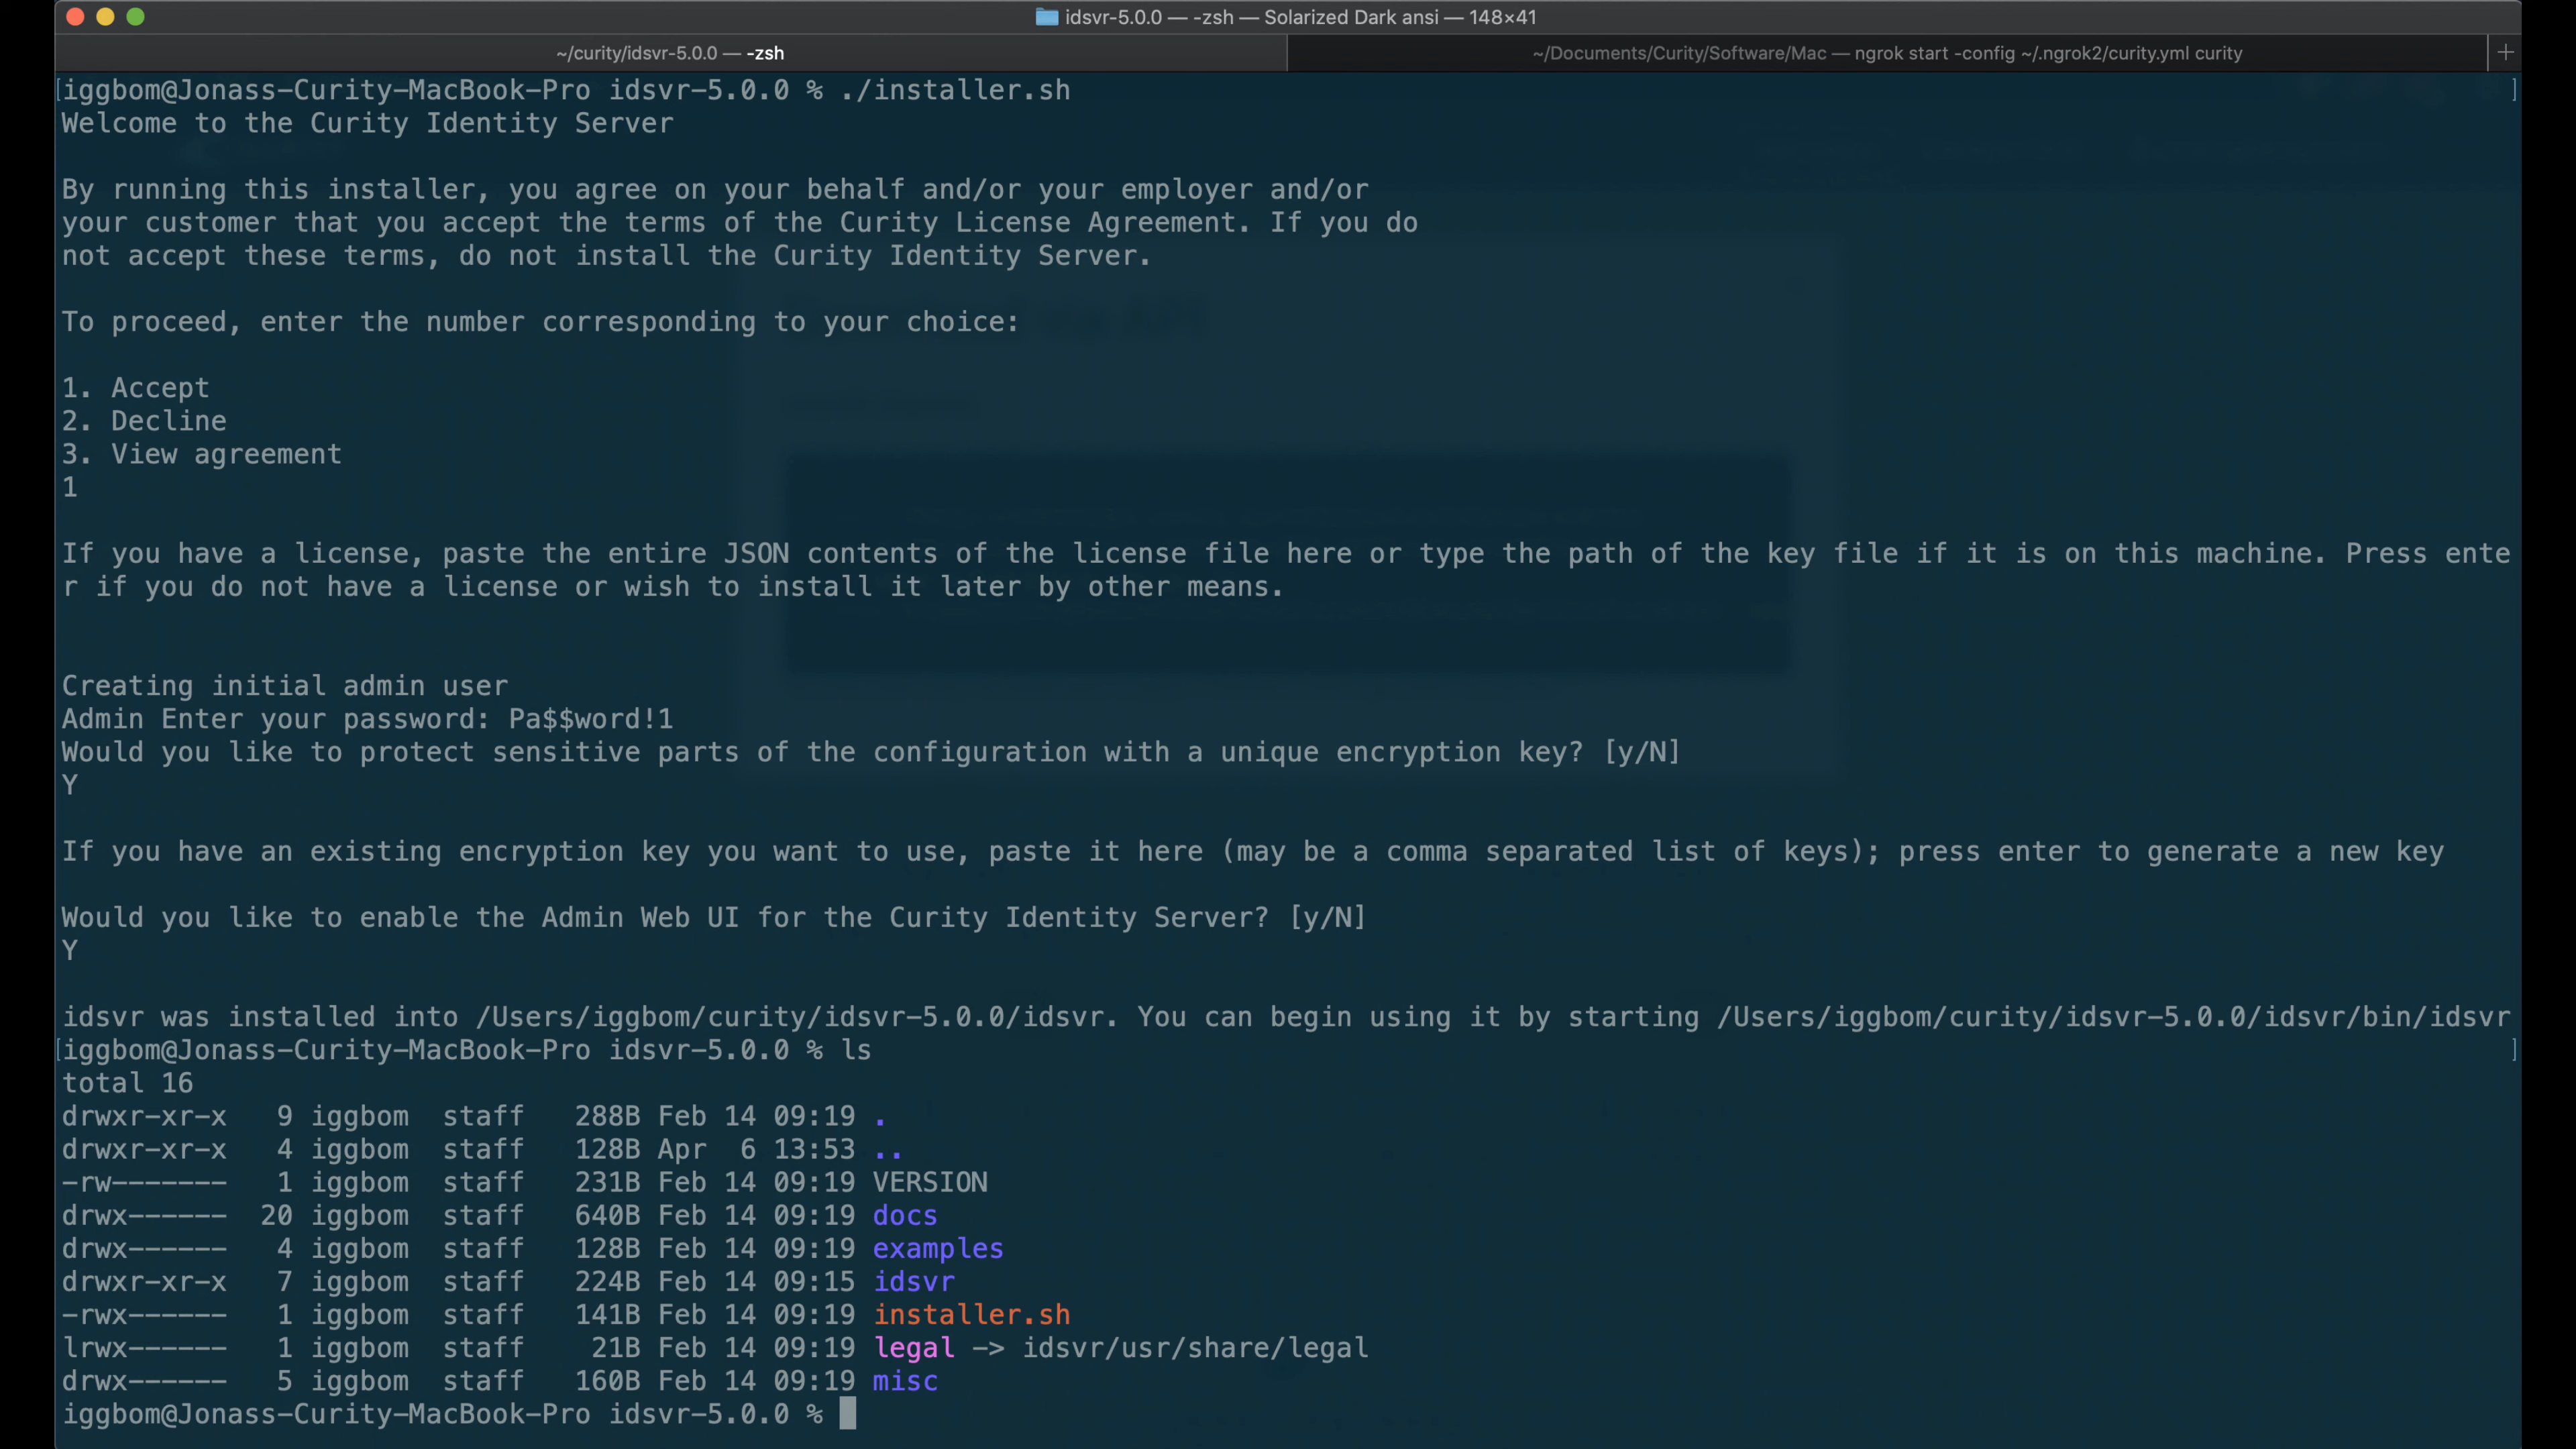 idsvr-5.0.0 — -zsh — Solarized Dark ansi — 148×41
~/curity/idsvr-5.0.0 — -zsh
~/Documents/Curity/Software/Mac — ngrok start -config ~/.ngrok2/curity.yml curity
+
[iggbom@Jonass-Curity-MacBook-Pro idsvr-5.0.0 % ./installer.sh ]
Welcome to the Curity Identity Server
By running this installer, you agree on your behalf and/or your employer and/or
your customer that you accept the terms of the Curity License Agreement. If you do
not accept these terms, do not install the Curity Identity Server.
To proceed, enter the number corresponding to your choice:
1. Accept
2. Decline
3. View agreement
1
If you have a license, paste the entire JSON contents of the license file here or type the path of the key file if it is on this machine. Press ente
r if you do not have a license or wish to install it later by other means.
Creating initial admin user
Admin Enter your password: Pa$$word!1
Would you like to protect sensitive parts of the configuration with a unique encryption key? [y/N]
Y
If you have an existing encryption key you want to use, paste it here (may be a comma separated list of keys); press enter to generate a new key
Would you like to enable the Admin Web UI for the Curity Identity Server? [y/N]
Y
idsvr was installed into /Users/iggbom/curity/idsvr-5.0.0/idsvr. You can begin using it by starting /Users/iggbom/curity/idsvr-5.0.0/idsvr/bin/idsvr
[iggbom@Jonass-Curity-MacBook-Pro idsvr-5.0.0 % ls ]
total 16
drwxr-xr-x   9 iggbom  staff   288B Feb 14 09:19 .
drwxr-xr-x   4 iggbom  staff   128B Apr  6 13:53 ..
-rw-------   1 iggbom  staff   231B Feb 14 09:19 VERSION
drwx------  20 iggbom  staff   640B Feb 14 09:19 docs
drwx------   4 iggbom  staff   128B Feb 14 09:19 examples
drwxr-xr-x   7 iggbom  staff   224B Feb 14 09:15 idsvr
-rwx------   1 iggbom  staff   141B Feb 14 09:19 installer.sh
lrwx------   1 iggbom  staff    21B Feb 14 09:19 legal -> idsvr/usr/share/legal
drwx------   5 iggbom  staff   160B Feb 14 09:19 misc
iggbom@Jonass-Curity-MacBook-Pro idsvr-5.0.0 %